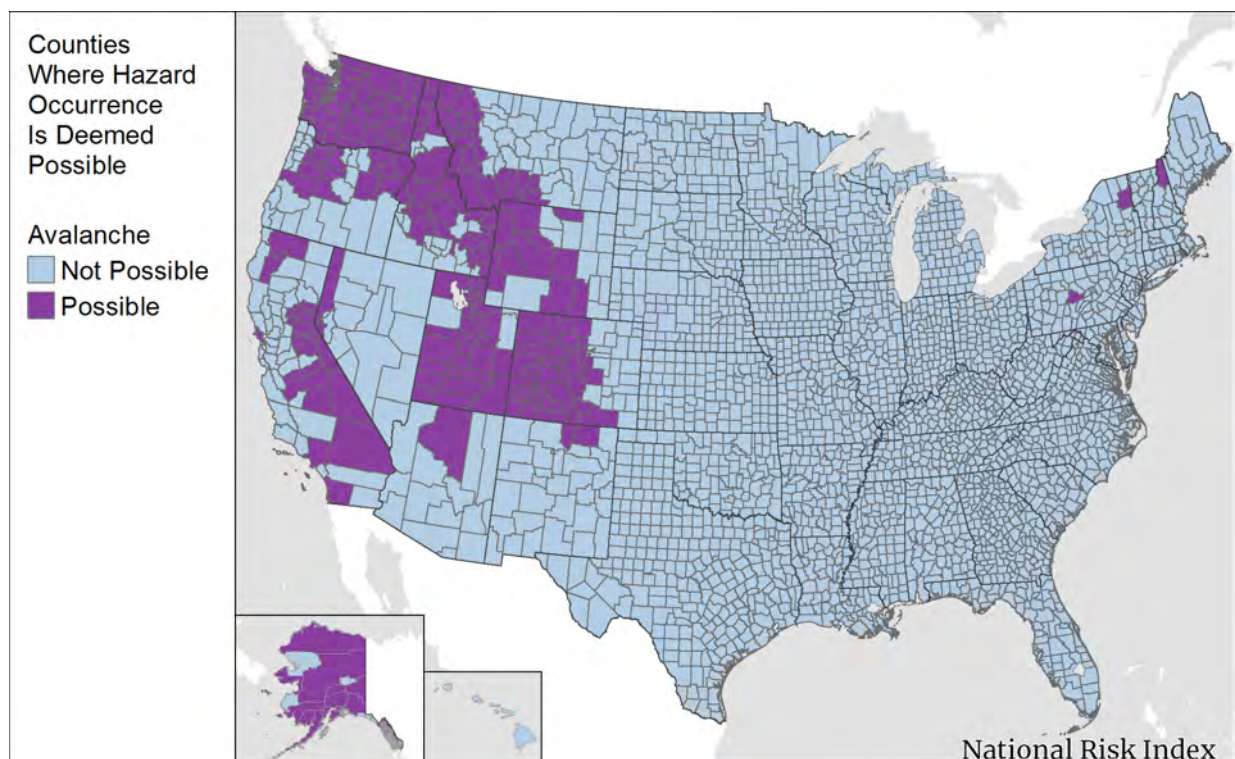 Counties
Where Hazard
Occurrence
Is Deemed
Possible
Avalanche
Not Possible
Possible
National Risk Index